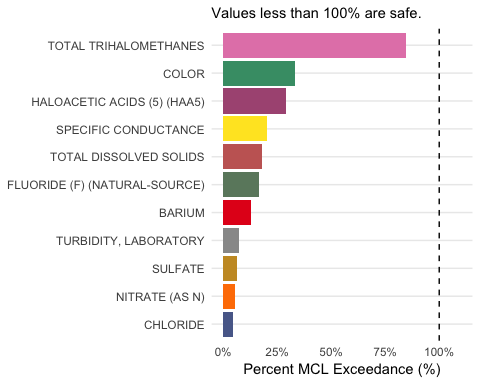 Values less than 100% are safe.
TOTAL TRIHALOMETHANES
COLOR
HALOACETIC ACIDS (5) (HAA5)
SPECIFIC CONDUCTANCE
TOTAL DISSOLVED SOLIDS
FLUORIDE (F) (NATURAL-SOURCE)
BARIUM
TURBIDITY, LABORATORY
SULFATE
NITRATE (AS N)
CHLORIDE
0% 25% 50% 75% 100%
Percent MCL Exceedance (%)